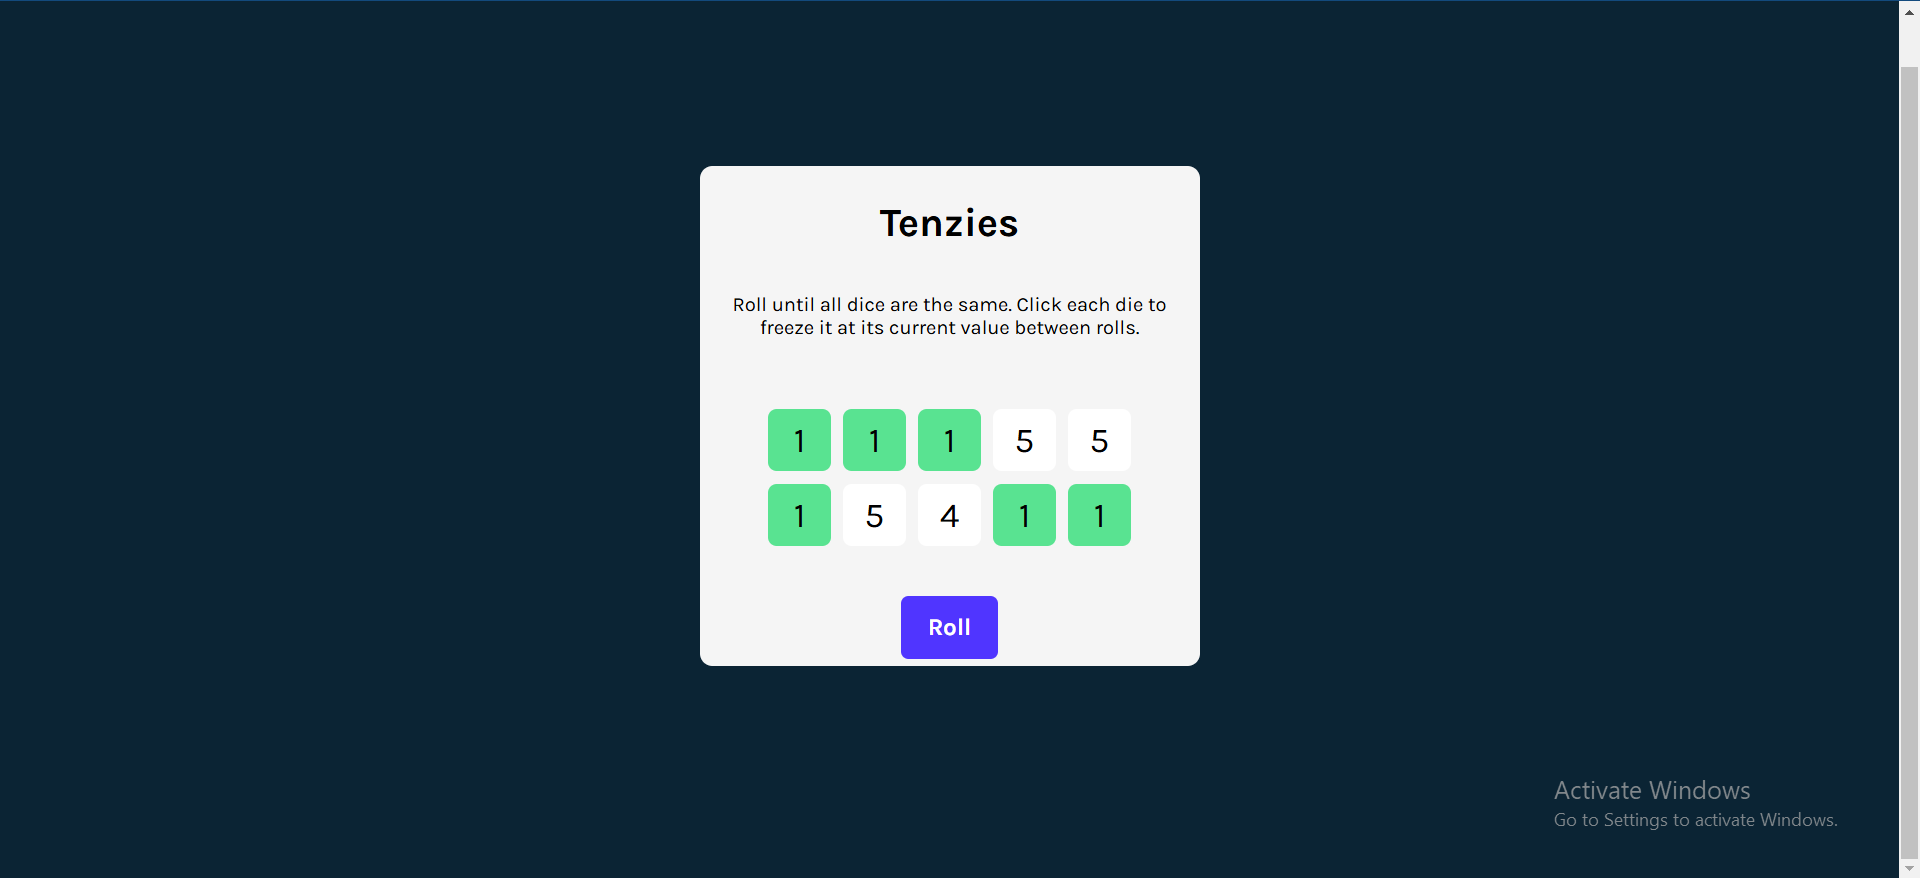 Tenzies
Roll until all dice are the same. Click each die to
freeze it at its current value between rolls.
1 1 1 5 5
1 5 4 1 1
Roll
Activate Windows
Go to Settings to activate Windows.